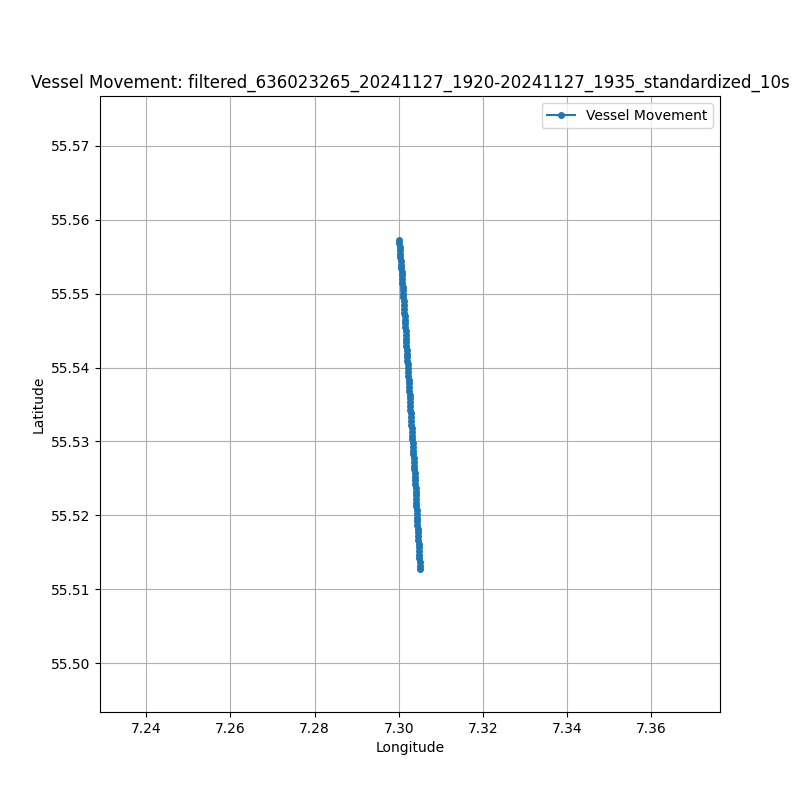 Vessel Movement: filtered_636023265_20241127_1920-20241127_1935_standardized_10s
Vessel Movement
55.57
55.56
55.55
55.54
55.53
55.52
55.51
55.50
Latitude
7.24 7.26 7.28 7.30 7.32 7.34 7.36
Longitude